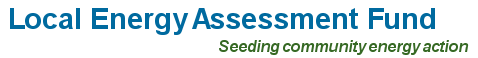 Local Energy Assessment Fund
Seeding community energy action